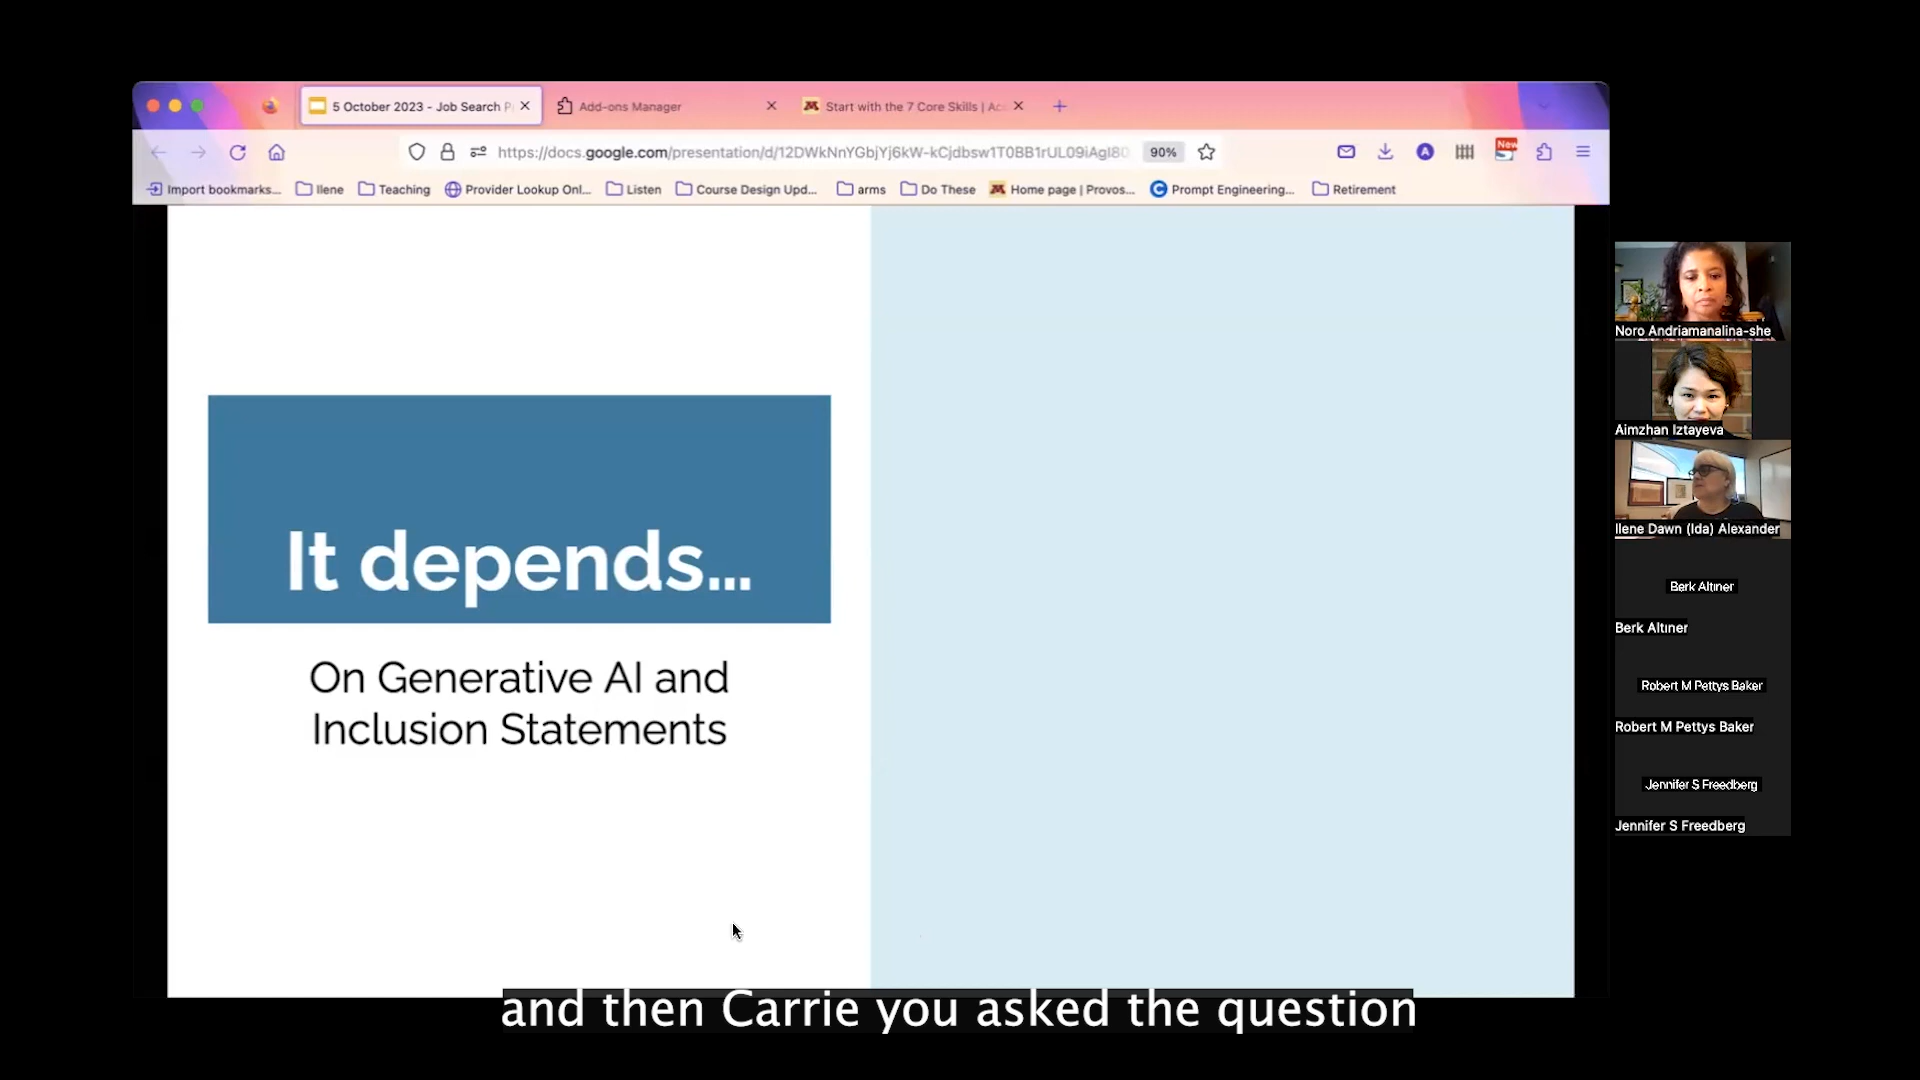 5 October 2023 - Job Search P
Add-ons Manager
Start with the 7 Core Skills | Ac
https://docs.google.com/presentation/d/12DWkNnYGbjYj6kW-kCjdbsw1T0BB1rUL09iAgI80
90%
A
New
Import bookmarks...
Ilene
Teaching
Provider Lookup Onl...
Listen
Course Design Upd...
arms
Do These
Home page | Provos...
Prompt Engineering...
Retirement
It depends...
On Generative AI and
Inclusion Statements
Noro Andriamanalina-she
Aimzhan Iztayeva
Ilene Dawn (Ida) Alexander
Berk Altıner
Berk Altıner
Robert M Pettys Baker
Robert M Pettys Baker
Jennifer S Freedberg
Jennifer S Freedberg
and then Carrie you asked the question